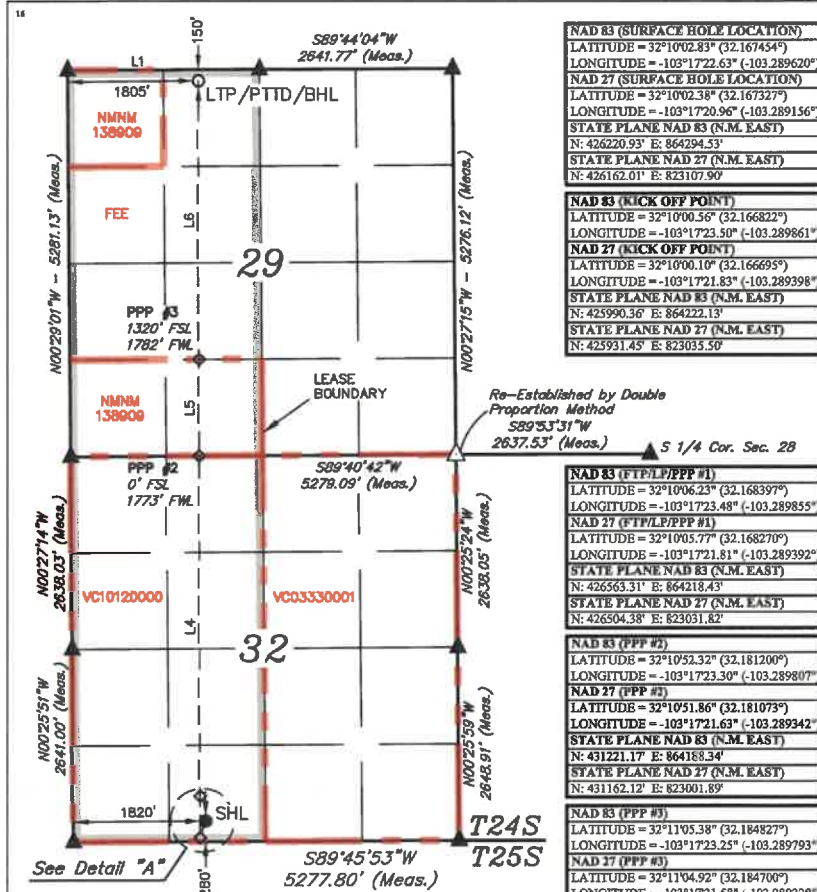 16
150'
S89°44'04"W
2641.77' (Meas.)
L1
1805'
LTP/PTTD/BHL
NMNM
138909
FEE
L6
N00°29'01"W - 5281.13' (Meas.)
N00°27'15"W - 5276.12' (Meas.)
29
PPP #3
1320' FSL
1782' FWL
NMNM
138909
L5
LEASE
BOUNDARY
Re-Established by Double
Proportion Method
S89°53'31"W
2637.53' (Meas.)
S 1/4 Cor. Sec. 28
PPP #2
0' FSL
1773' FWL
S89°40'42"W
5279.09' (Meas.)
N00°27'14"W
2638.03' (Meas.)
N00°25'24"W
2638.05' (Meas.)
VC10120000
VC03330001
L4
32
N00°25'51"W
2641.00' (Meas.)
N00°25'59"W
2648.91' (Meas.)
1820'
SHL
T24S
T25S
See Detail "A"
280'
S89°45'53"W
5277.80' (Meas.)
NAD 83 (SURFACE HOLE LOCATION)
LATITUDE = 32°10'02.83" (32.167454°)
LONGITUDE = -103°17'22.63" (-103.289620°)
NAD 27 (SURFACE HOLE LOCATION)
LATITUDE = 32°10'02.38" (32.167327°)
LONGITUDE = -103°17'20.96" (-103.289156°)
STATE PLANE NAD 83 (N.M. EAST)
N: 426220.93' E: 864294.53'
STATE PLANE NAD 27 (N.M. EAST)
N: 426162.01' E: 823107.90'
NAD 83 (KICK OFF POINT)
LATITUDE = 32°10'00.56" (32.166822°)
LONGITUDE = -103°17'23.50" (-103.289861°)
NAD 27 (KICK OFF POINT)
LATITUDE = 32°10'00.10" (32.166695°)
LONGITUDE = -103°17'21.83" (-103.289398°)
STATE PLANE NAD 83 (N.M. EAST)
N: 425990.36' E: 864222.13'
STATE PLANE NAD 27 (N.M. EAST)
N: 425931.45' E: 823035.50'
NAD 83 (FTP/LP/PPP #1)
LATITUDE = 32°10'06.23" (32.168397°)
LONGITUDE = -103°17'23.48" (-103.289855°)
NAD 27 (FTP/LP/PPP #1)
LATITUDE = 32°10'05.77" (32.168270°)
LONGITUDE = -103°17'21.81" (-103.289392°)
STATE PLANE NAD 83 (N.M. EAST)
N: 426563.31' E: 864218.43'
STATE PLANE NAD 27 (N.M. EAST)
N: 426504.38' E: 823031.82'
NAD 83 (PPP #2)
LATITUDE = 32°10'52.32" (32.181200°)
LONGITUDE = -103°17'23.30" (-103.289807°)
NAD 27 (PPP #2)
LATITUDE = 32°10'51.86" (32.181073°)
LONGITUDE = -103°17'21.63" (-103.289342°)
STATE PLANE NAD 83 (N.M. EAST)
N: 431221.17' E: 864188.34'
STATE PLANE NAD 27 (N.M. EAST)
N: 431162.12' E: 823001.89'
NAD 83 (PPP #3)
LATITUDE = 32°11'05.38" (32.184827°)
LONGITUDE = -103°17'23.25" (-103.289793°)
NAD 27 (PPP #3)
LATITUDE = 32°11'04.92" (32.184700°)